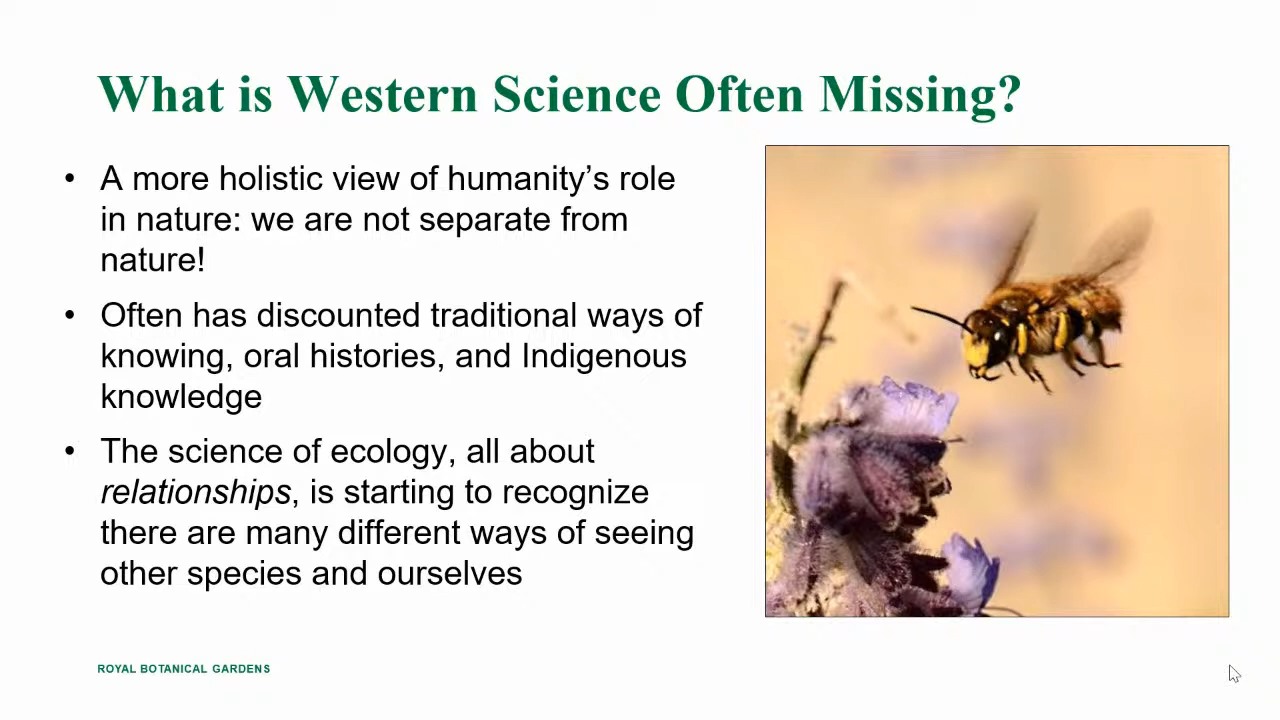 What is Western Science Often Missing?
• A more holistic view of humanity’s role
in nature: we are not separate from
nature!
• Often has discounted traditional ways of
knowing, oral histories, and Indigenous
knowledge
• The science of ecology, all about
relationships, is starting to recognize
there are many different ways of seeing
other species and ourselves
ROYAL BOTANICAL GARDENS